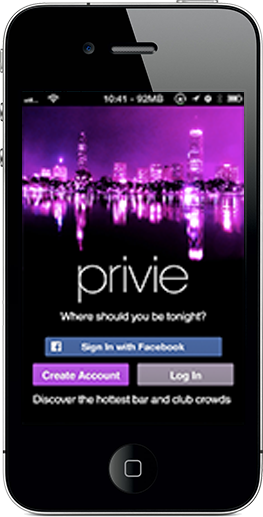 10:41 - 92MB
privie
Where should you be tonight?
f Sign In with Facebook
Create Account Log In
Discover the hottest bar and club crowds